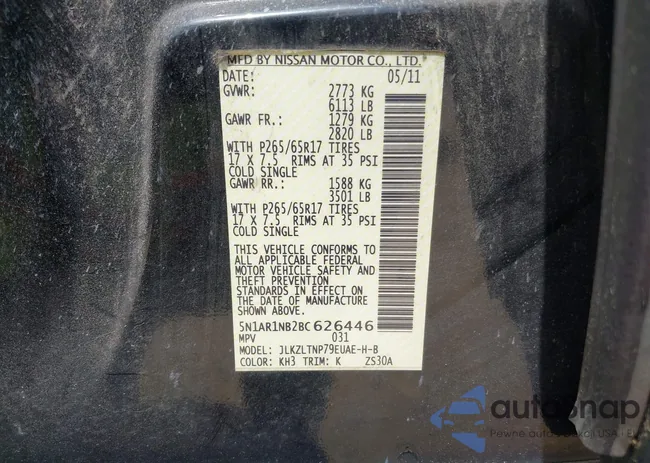 MFD BY NISSAN MOTOR CO., LTD.
DATE: 05/11
GVWR: 2773 KG
6113 LB
GAWR FR.: 1279 KG
2820 LB
WITH P265/65R17 TIRES
17 X 7.5 RIMS AT 35 PSI
COLD SINGLE
GAWR RR.: 1588 KG
3501 LB
WITH P265/65R17 TIRES
17 X 7.5 RIMS AT 35 PSI
COLD SINGLE
THIS VEHICLE CONFORMS TO
ALL APPLICABLE FEDERAL
MOTOR VEHICLE SAFETY AND
THEFT PREVENTION
STANDARDS IN EFFECT ON
THE DATE OF MANUFACTURE
SHOWN ABOVE.
5N1AR1NB2BC626446
MPV 031
MODEL: JLKZLTNP79EUAE-H-B
COLOR: KH3 TRIM: K ZS30A
autosnap
Pewne auto z